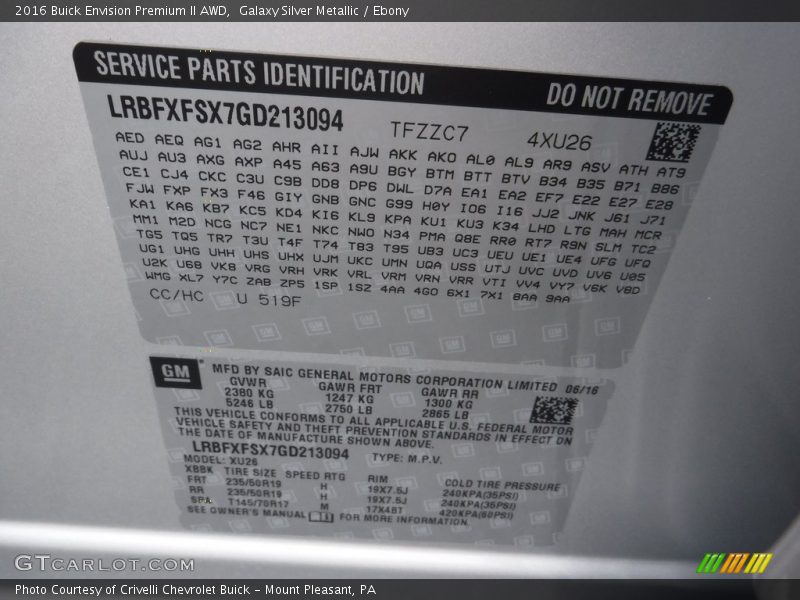 2016 Buick Envision Premium II AWD,  Galaxy Silver Metallic / Ebony
SERVICE PARTS IDENTIFICATION DO NOT REMOVE
LRBFXFSX7GD213094 TFZZC7 4XU26
AED AEQ AG1 AG2 AHR AII AJW AKK AKO AL0 AL9 AR9 ASV ATH AT9
AUJ AU3 AXG AXP A45 A63 A9U BGY BTM BTT BTV B34 B35 B71 B86
CE1 CJ4 CKC C3U C9B DD8 DP6 DWL D7A EA1 EA2 EF7 E22 E27 E28
FJW FXP FX3 F46 GIY GNB GNC G99 H0Y IO6 I16 JJ2 JNK J61 J71
KA1 KA6 KB7 KC5 KD4 KI6 KL9 KPA KU1 KU3 K34 LHD LTG MAH MCR
MM1 M2D NCG NC7 NE1 NKC NWO N34 PMA Q8E RR0 RT7 R9N SLM TC2
TG5 TQ5 TR7 T3U T4F T74 T83 T95 UB3 UC3 UEU UE1 UE4 UFG UFQ
UG1 UHG UHH UHS UHX UJM UKC UMN UQA USS UTJ UVC UVD UV6 U05
U2K U68 VK8 VRG VRH VRK VRL VRM VRN VRR VTI VV4 VY7 V6K V8D
WMG XL7 Y7C ZAB ZP5 1SP 1SZ 4AA 4GO 6X1 7X1 8AA 9AA
CC/HC U 519F
GM
MFD BY SAIC GENERAL MOTORS CORPORATION LIMITED 06/16
GVWR GAWR FRT GAWR RR
2380 KG 1247 KG 1300 KG
5246 LB 2750 LB 2865 LB
THIS VEHICLE CONFORMS TO ALL APPLICABLE U.S. FEDERAL MOTOR
VEHICLE SAFETY AND THEFT PREVENTION STANDARDS IN EFFECT ON
THE DATE OF MANUFACTURE SHOWN ABOVE.
LRBFXFSX7GD213094 TYPE: M.P.V.
MODEL: XU26
XBBK TIRE SIZE SPEED RTG RIM COLD TIRE PRESSURE
FRT 235/50R19 H 19X7.5J 240KPA(35PSI)
RR 235/50R19 H 19X7.5J 240KPA(35PSI)
SPA T145/70R17 M 17X4BT 420KPA(60PSI)
SEE OWNER'S MANUAL FOR MORE INFORMATION.
GTCARLOT.COM
Photo Courtesy of Crivelli Chevrolet Buick - Mount Pleasant, PA